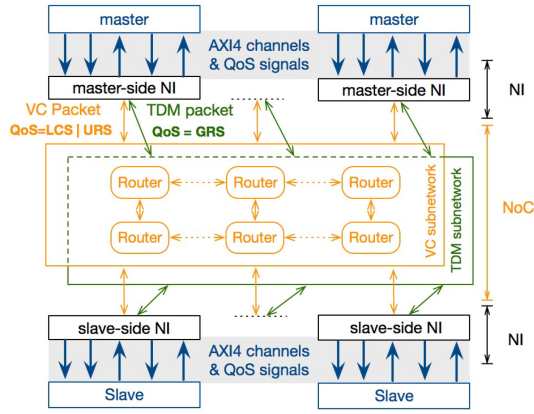 master
master
AXI4 channels
& QoS signals
master-side NI
master-side NI
NI
VC Packet
QoS=LCS | URS
TDM packet
QoS = GRS
Router
Router
Router
Router
Router
Router
VC subnetwork
TDM subnetwork
NoC
slave-side NI
slave-side NI
NI
AXI4 channels
& QoS signals
Slave
Slave